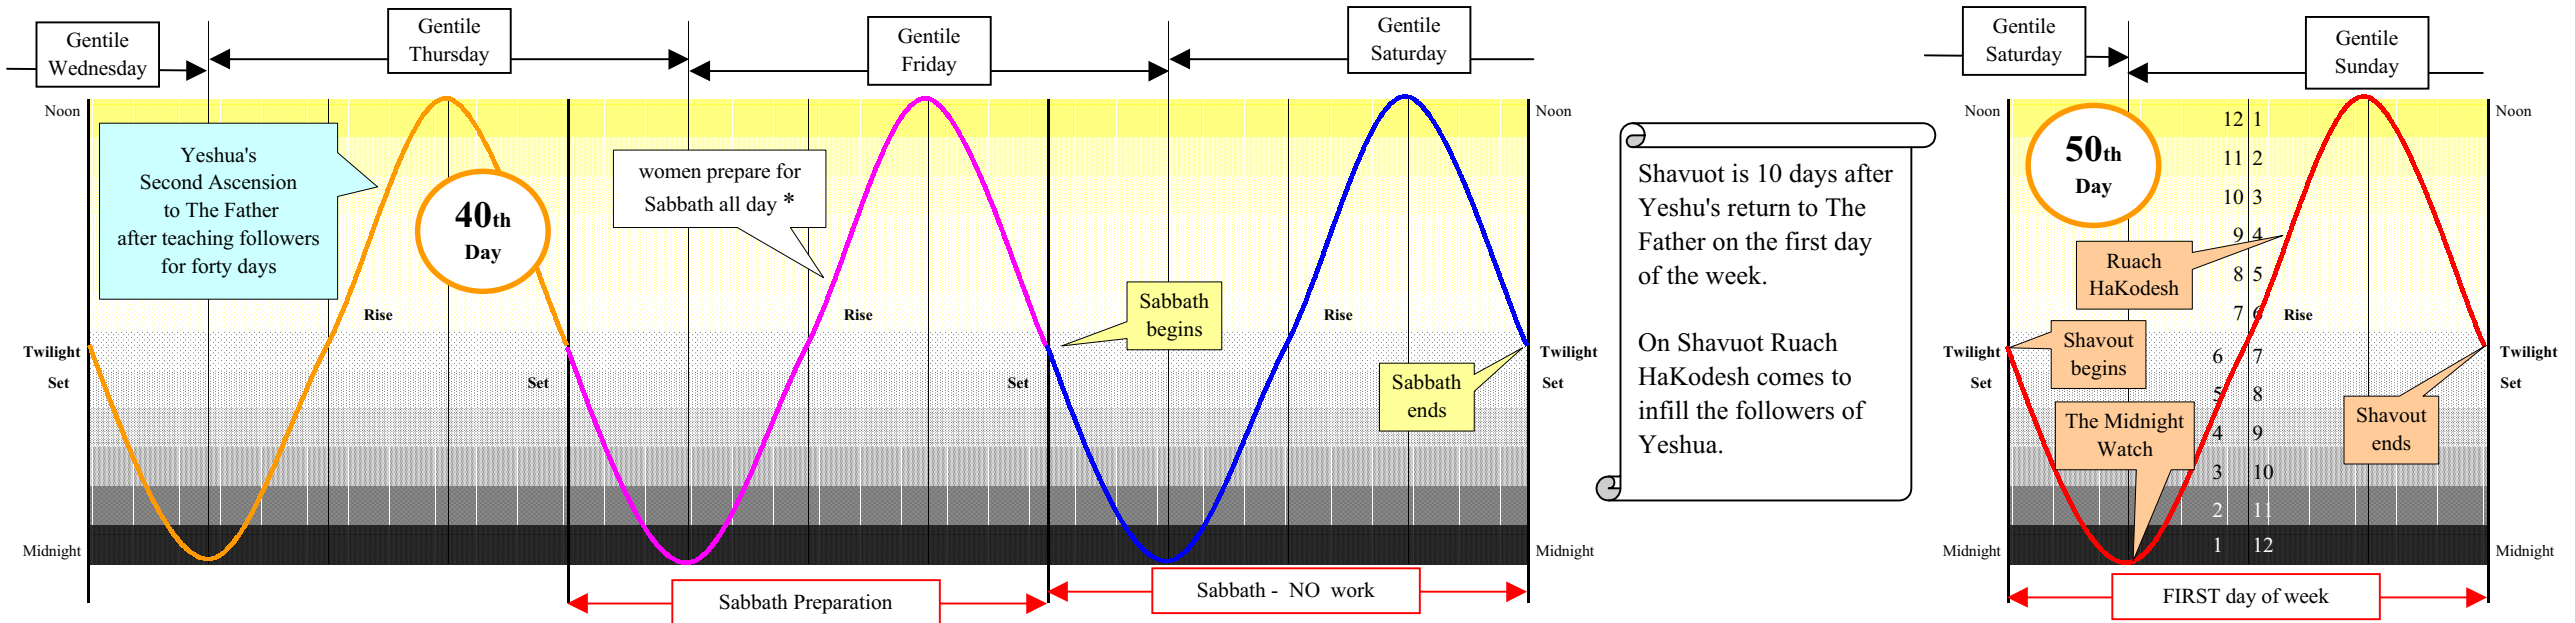 Gentile
Wednesday
Gentile
Thursday
Gentile
Friday
Gentile
Saturday
Noon
Yeshua's
Second Ascension
to The Father
after teaching followers
for forty days
40th
Day
women prepare for
Sabbath all day *
Rise
Rise
Rise
Sabbath
begins
Sabbath
ends
Twilight
Set
Set
Set
Midnight
Noon
Twilight
Set
Midnight
Sabbath Preparation
Sabbath - NO work
Shavuot is 10 days after
Yeshu's return to The
Father on the first day
of the week.
On Shavuot Ruach
HaKodesh comes to
infill the followers of
Yeshua.
Gentile
Saturday
Gentile
Sunday
Noon
50th
Day
12 1
11 2
10 3
9 4
8 5
7 6
6 7
5 8
4 9
3 10
2 11
1 12
Ruach
HaKodesh
Rise
Shavout
begins
The Midnight
Watch
Shavout
ends
Twilight
Set
Midnight
Noon
Twilight
Set
Midnight
FIRST day of week